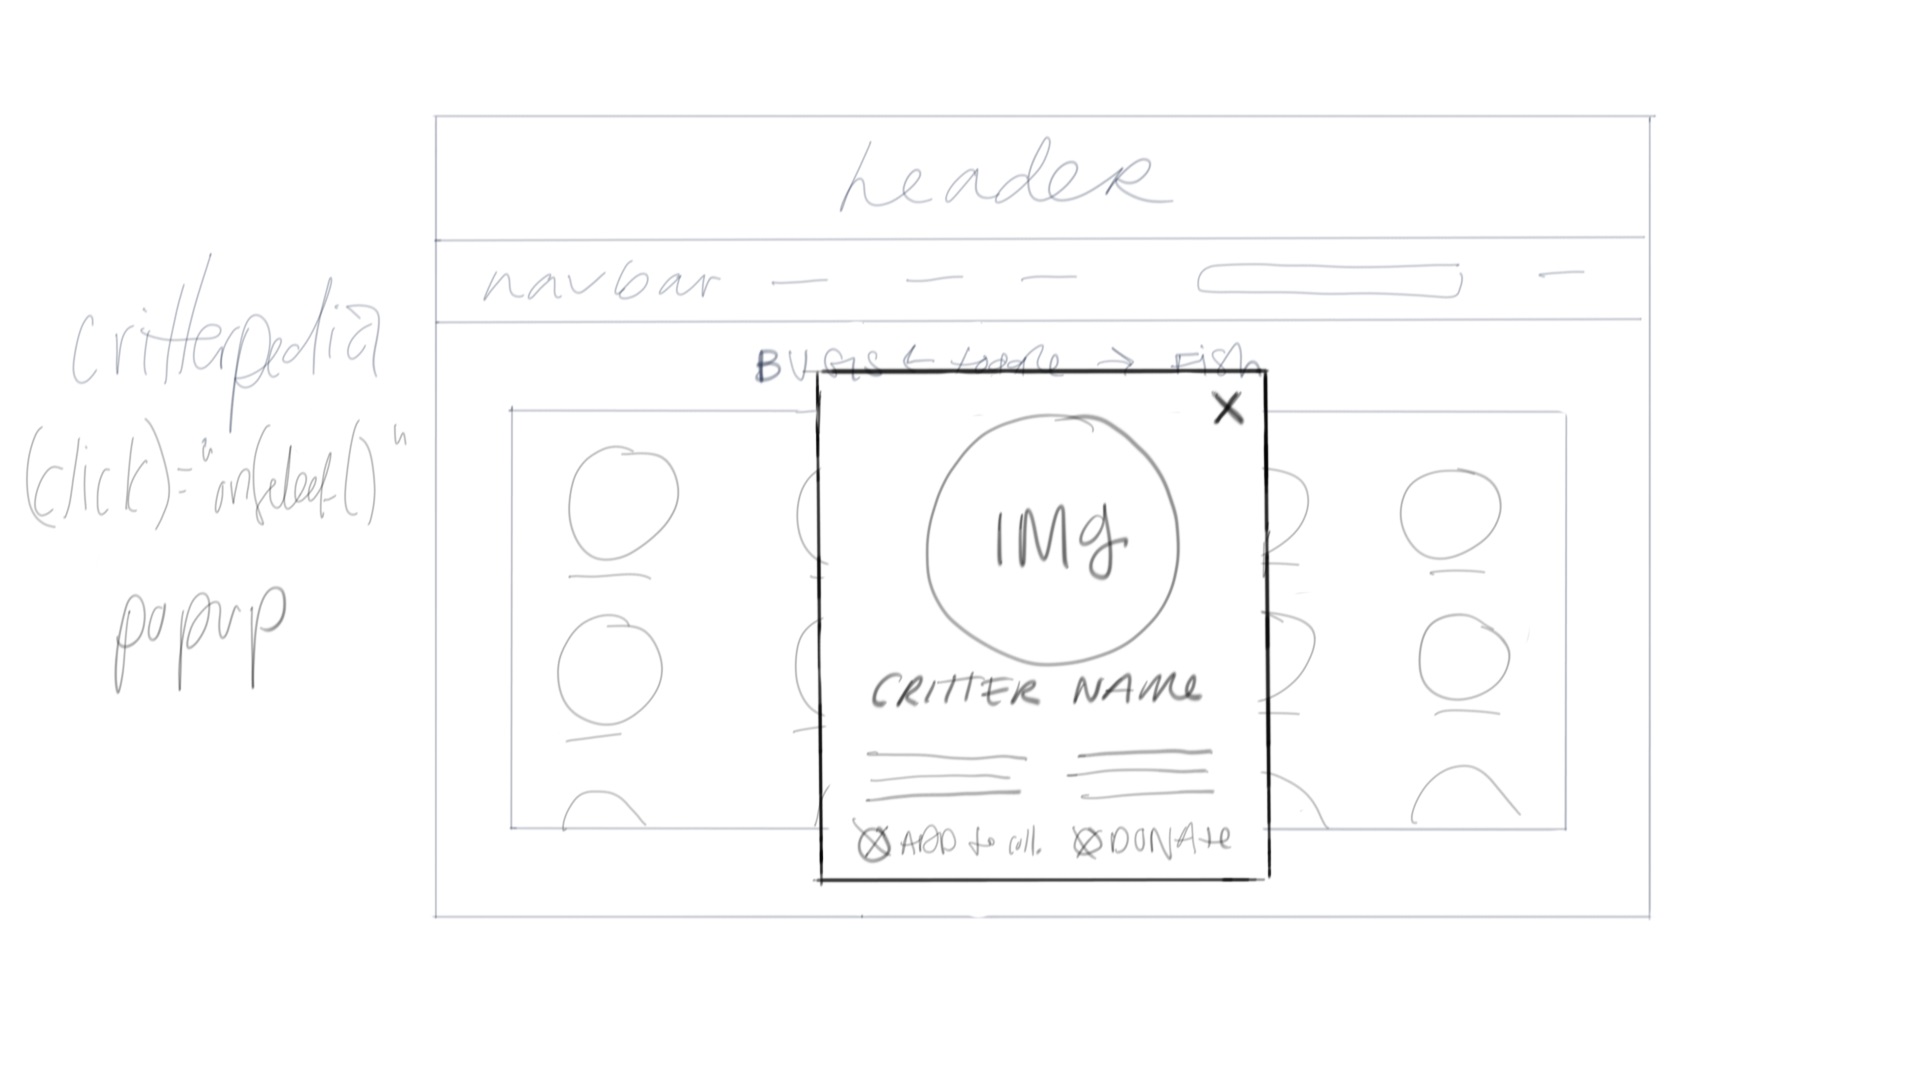 header
navbar
critterpedia
(click)="onSelect()"
popup
BUGS ← toggle → Fish
X
IMg
CRITTER NAMe
ADD to coll.
DONAte